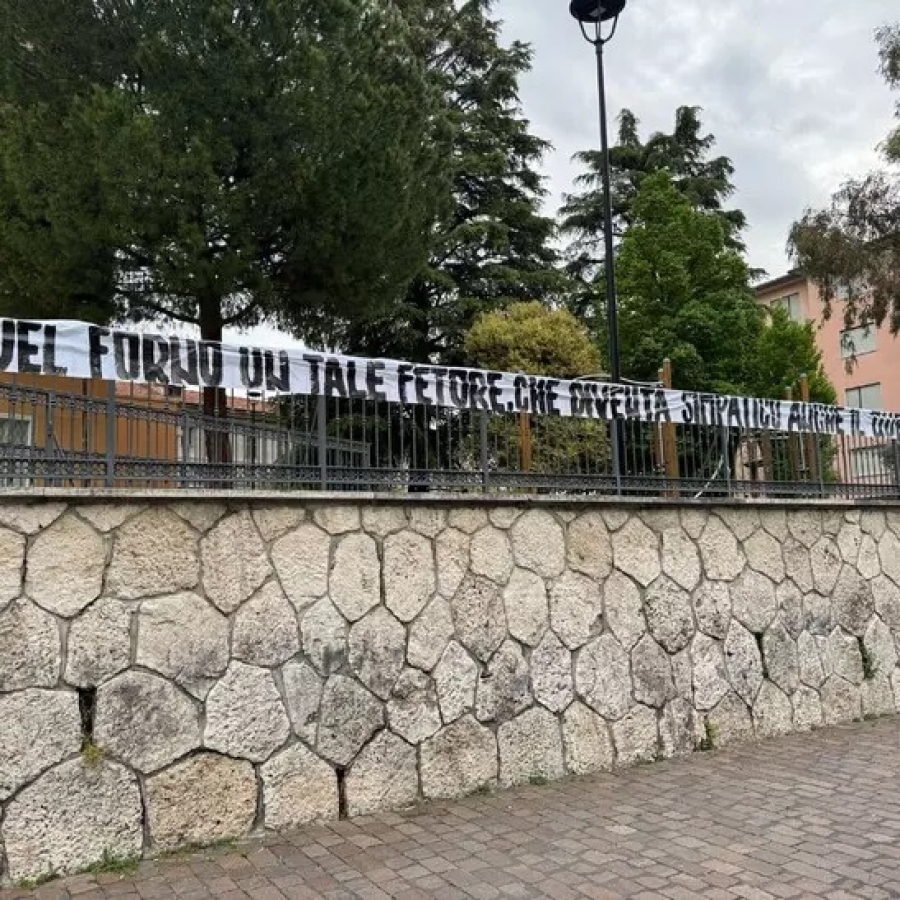 UEL FORNO UN TALE FETORE, CHE DIVENTA SIMPATICO ANCHE IL